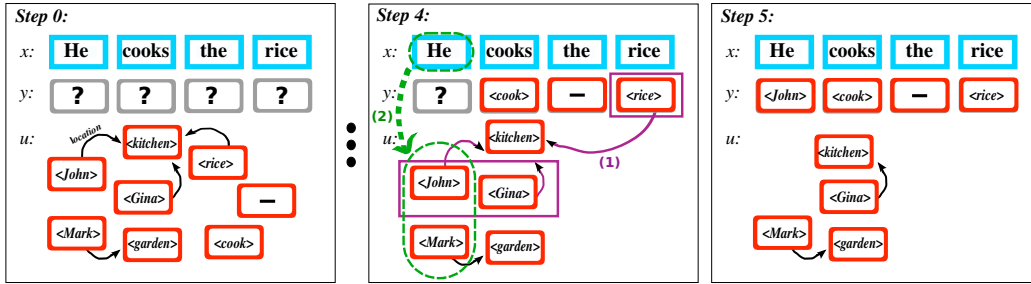 Step 0:
x: He cooks the rice
y: ? ? ? ?
u:
location
<kitchen>
<John>
<rice>
<Gina>
–
<Mark>
<garden>
<cook>
Step 4:
x: He cooks the rice
y: ? <cook> – <rice>
(2)
u:
<kitchen>
(1)
<John>
<Gina>
<Mark>
<garden>
Step 5:
x: He cooks the rice
y: <John> <cook> – <rice>
u:
<kitchen>
<Gina>
<Mark>
<garden>